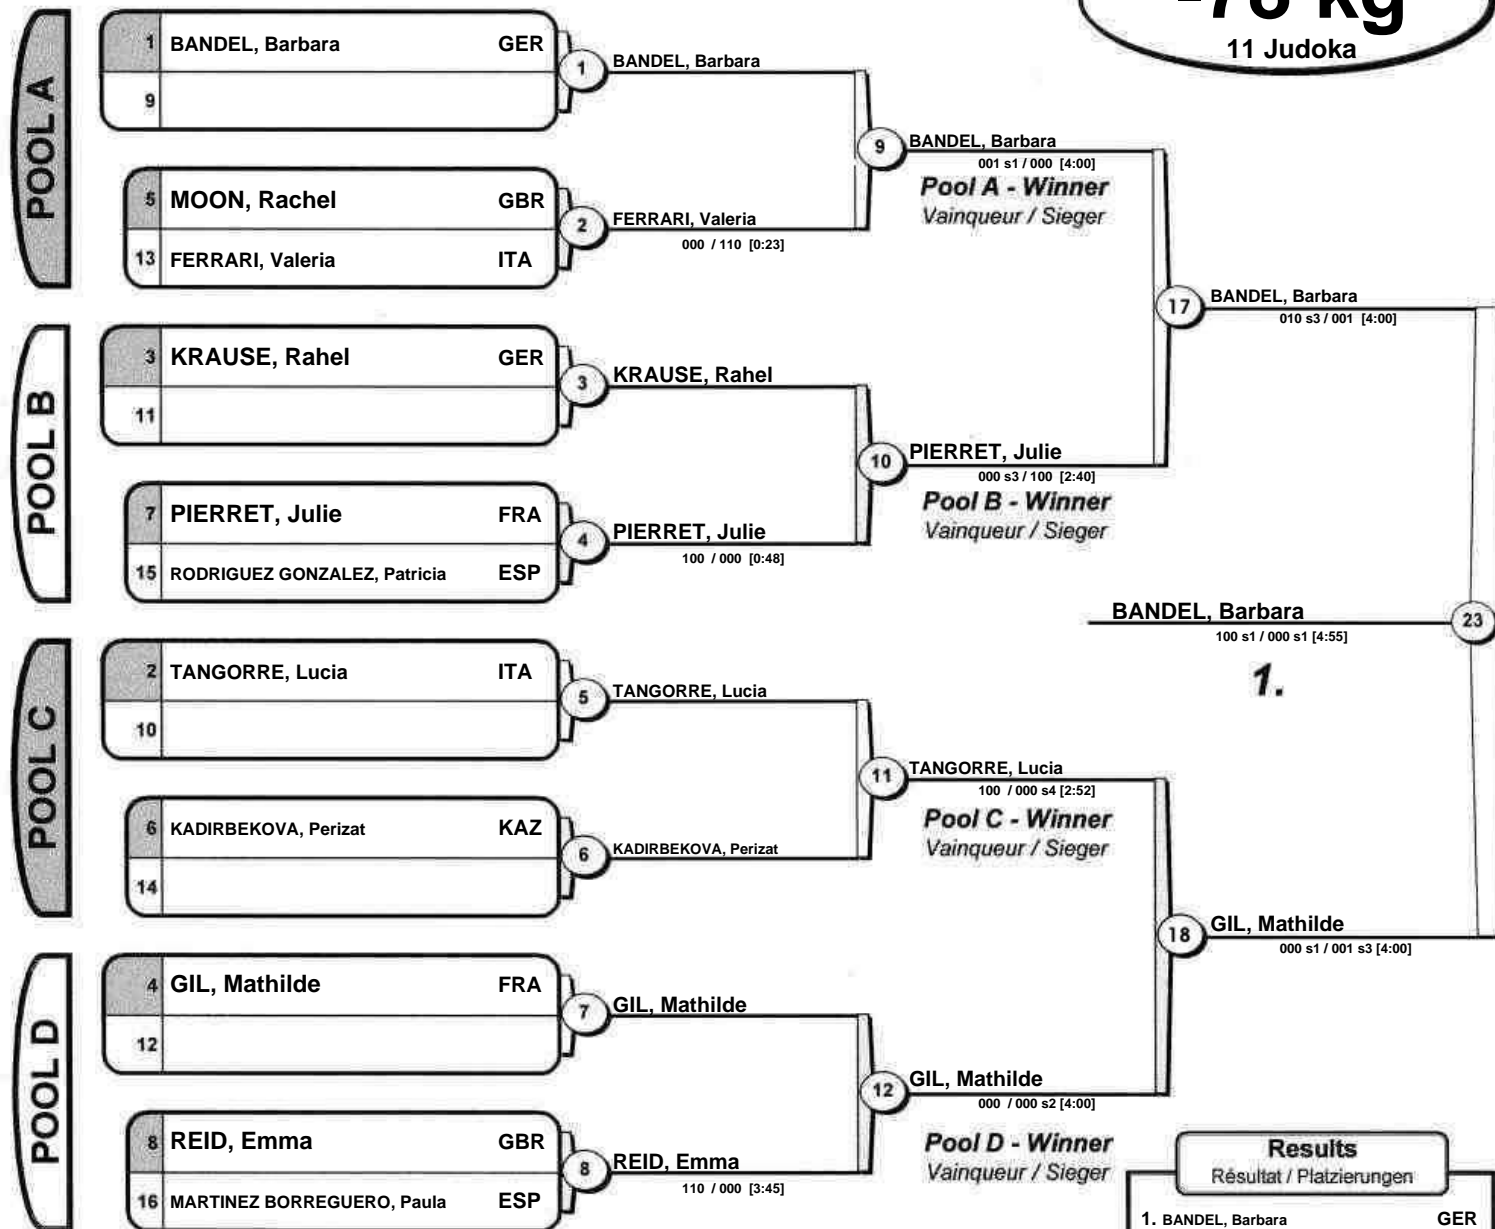 -78 kg
11 Judoka
POOL A
1 BANDEL, Barbara GER
9
5 MOON, Rachel GBR
13 FERRARI, Valeria ITA
1 BANDEL, Barbara
2 FERRARI, Valeria
000 / 110 [0:23]
9 BANDEL, Barbara
001 s1 / 000 [4:00]
Pool A - Winner
Vainqueur / Sieger
POOL B
3 KRAUSE, Rahel GER
11
7 PIERRET, Julie FRA
15 RODRIGUEZ GONZALEZ, Patricia ESP
3 KRAUSE, Rahel
4 PIERRET, Julie
100 / 000 [0:48]
10 PIERRET, Julie
000 s3 / 100 [2:40]
Pool B - Winner
Vainqueur / Sieger
17 BANDEL, Barbara
010 s3 / 001 [4:00]
BANDEL, Barbara 23
100 s1 / 000 s1 [4:55]
1.
POOL C
2 TANGORRE, Lucia ITA
10
6 KADIRBEKOVA, Perizat KAZ
14
5 TANGORRE, Lucia
6 KADIRBEKOVA, Perizat
11 TANGORRE, Lucia
100 / 000 s4 [2:52]
Pool C - Winner
Vainqueur / Sieger
POOL D
4 GIL, Mathilde FRA
12
8 REID, Emma GBR
16 MARTINEZ BORREGUERO, Paula ESP
7 GIL, Mathilde
8 REID, Emma
110 / 000 [3:45]
12 GIL, Mathilde
000 / 000 s2 [4:00]
Pool D - Winner
Vainqueur / Sieger
18 GIL, Mathilde
000 s1 / 001 s3 [4:00]
Results
Résultat / Platzierungen
1. BANDEL, Barbara GER